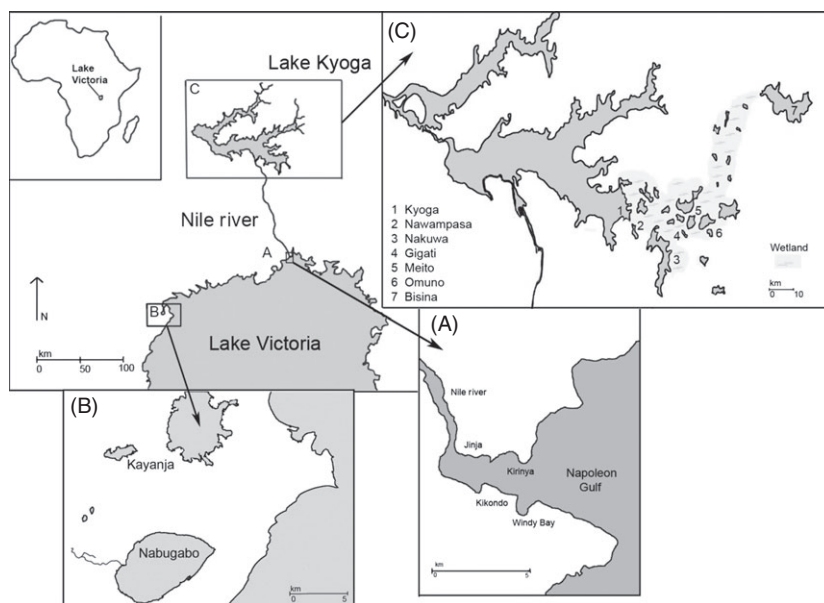 Lake
Victoria
Lake Kyoga
C
Nile river
A
N
B
Lake Victoria
km
0 50 100
(C)
7
1
5
2
4
6
3
1 Kyoga
2 Nawampasa
3 Nakuwa
4 Gigati
5 Meito
6 Omuno
7 Bisina
Wetland
km
0 10
(A)
Nile river
Jinja
Kirinya
Napoleon
Gulf
Kikondo
Windy Bay
km
0 5
(B)
Kayanja
Nabugabo
km
0 5